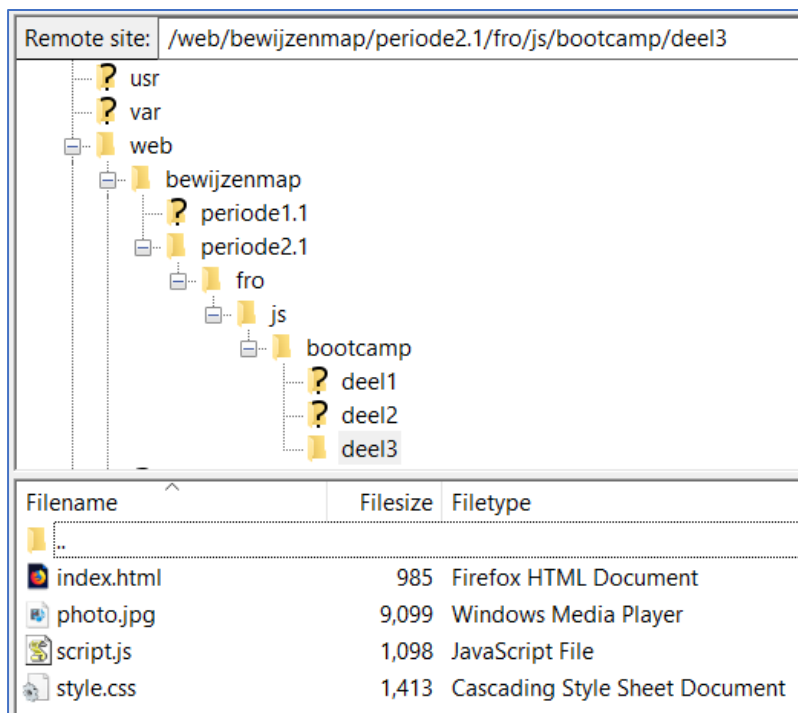 Remote site: /web/bewijzenmap/periode2.1/fro/js/bootcamp/deel3
? usr
? var
web
bewijzenmap
? periode1.1
periode2.1
fro
js
bootcamp
? deel1
? deel2
deel3
Filename Filesize Filetype
..
index.html 985 Firefox HTML Document
photo.jpg 9,099 Windows Media Player
script.js 1,098 JavaScript File
style.css 1,413 Cascading Style Sheet Document